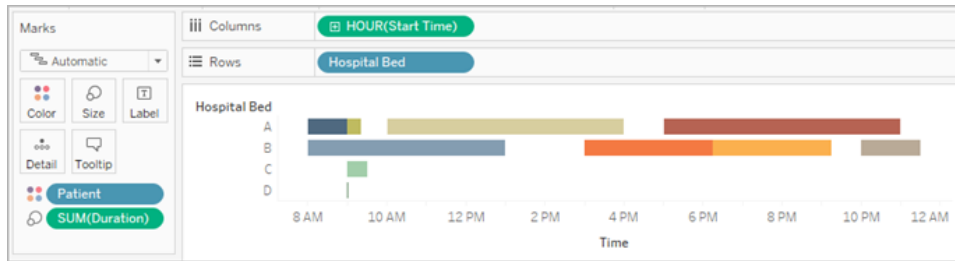 Marks
Automatic
Color Size Label
Detail Tooltip
Patient
SUM(Duration)
Columns HOUR(Start Time)
Rows Hospital Bed
Hospital Bed
A
B
C
D
8 AM 10 AM 12 PM 2 PM 4 PM 6 PM 8 PM 10 PM 12 AM
Time